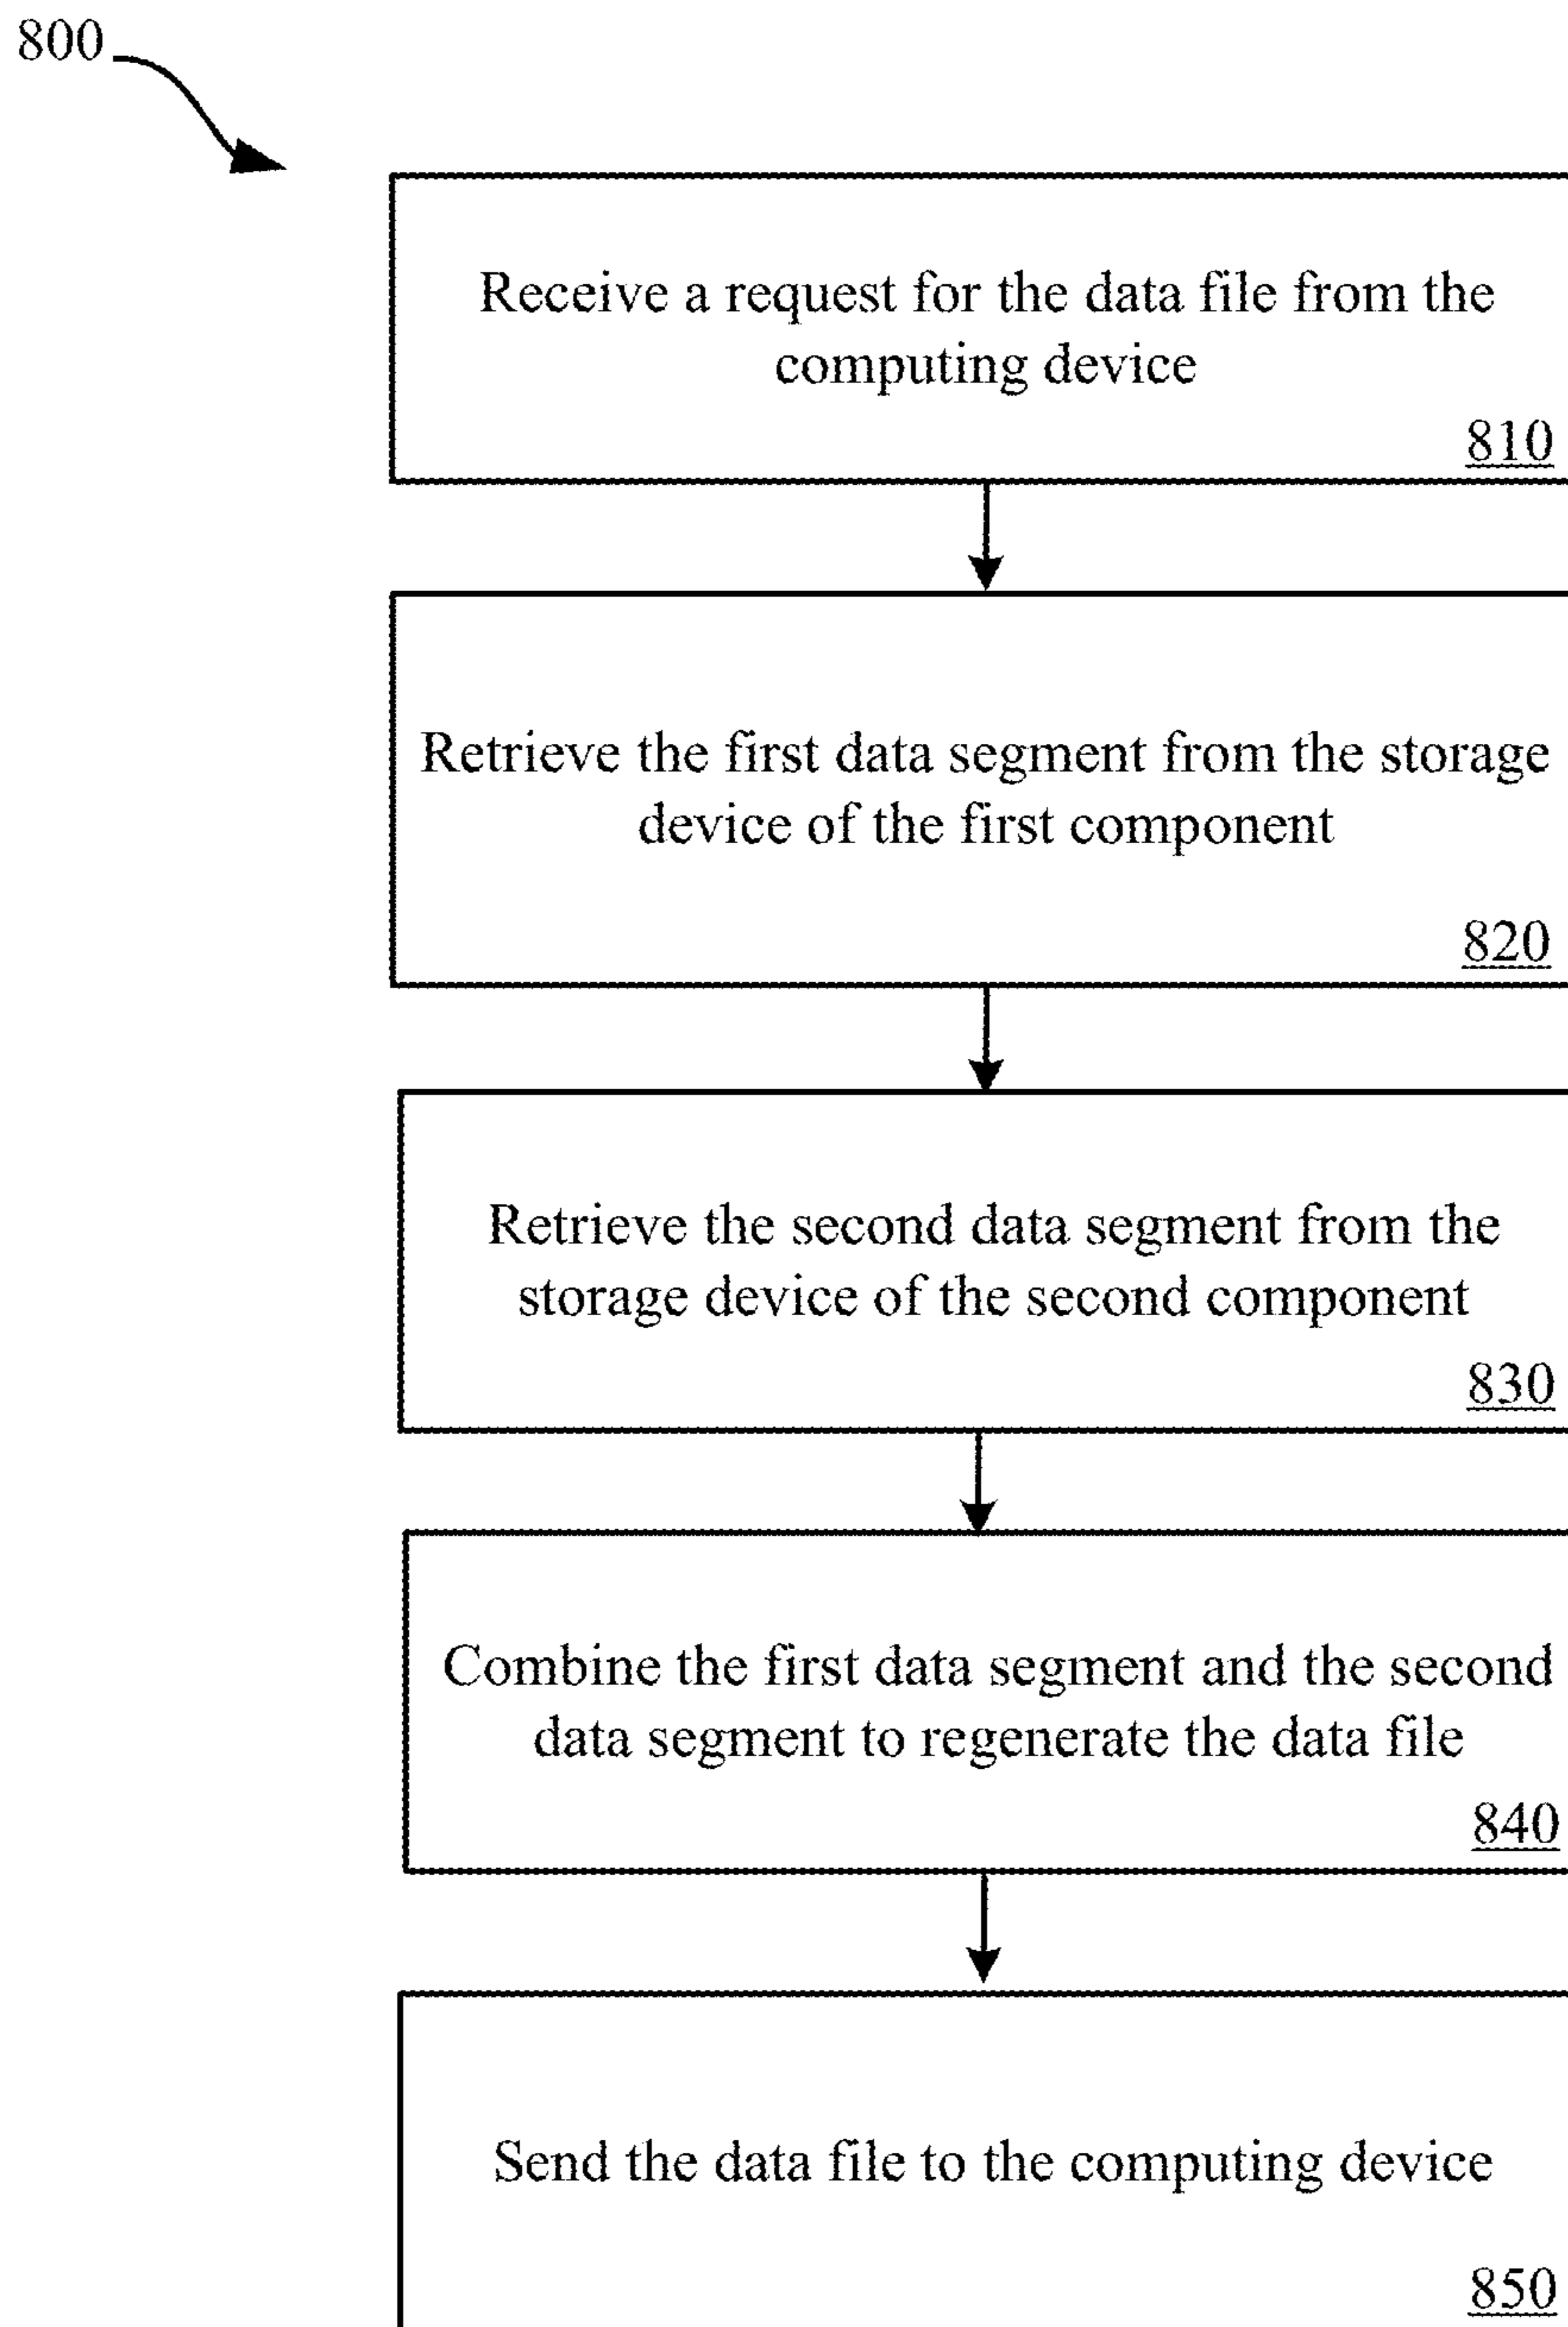 800
Receive a request for the data file from the
computing device
810
Retrieve the first data segment from the storage
device of the first component
820
Retrieve the second data segment from the
storage device of the second component
830
Combine the first data segment and the second
data segment to regenerate the data file
840
Send the data file to the computing device
850